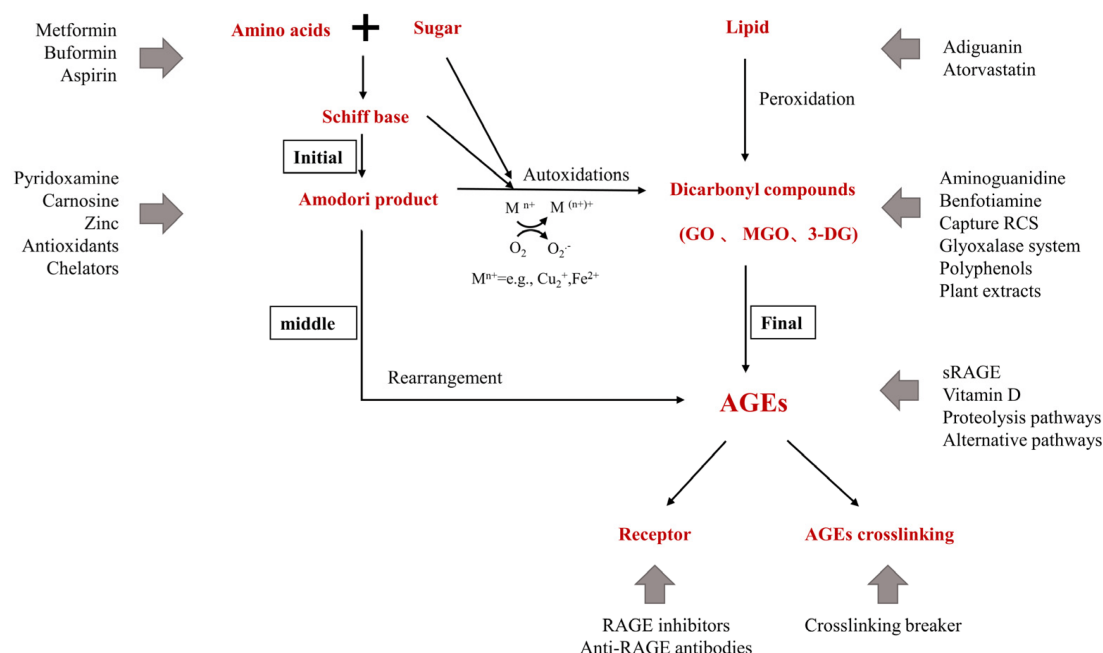 Metformin
Buformin
Aspirin
Amino acids + Sugar
Lipid
Adiguanin
Atorvastatin
Peroxidation
Schiff base
Initial
Pyridoxamine
Carnosine
Zinc
Antioxidants
Chelators
Amodori product
Autoxidations
M n+ M (n+)+
O2 O2.-
Mn+=e.g., Cu2+,Fe2+
Dicarbonyl compounds
(GO 、 MGO、3-DG)
Aminoguanidine
Benfotiamine
Capture RCS
Glyoxalase system
Polyphenols
Plant extracts
middle
Final
Rearrangement
AGEs
sRAGE
Vitamin D
Proteolysis pathways
Alternative pathways
Receptor
AGEs crosslinking
RAGE inhibitors
Anti-RAGE antibodies
Crosslinking breaker